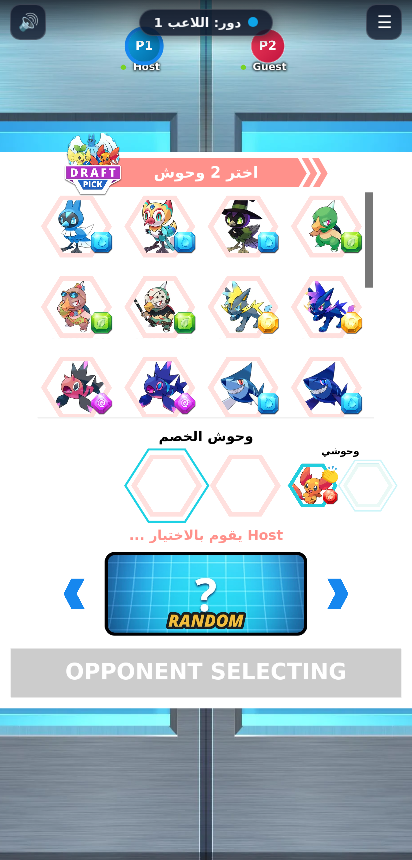 دور: اللاعب 1
P1
P2
Host
Guest
DRAFT
PICK
اختر 2 وحوش
وحوش الخصم
وحوشي
Host يقوم بالاختيار ...
?
RANDOM
OPPONENT SELECTING